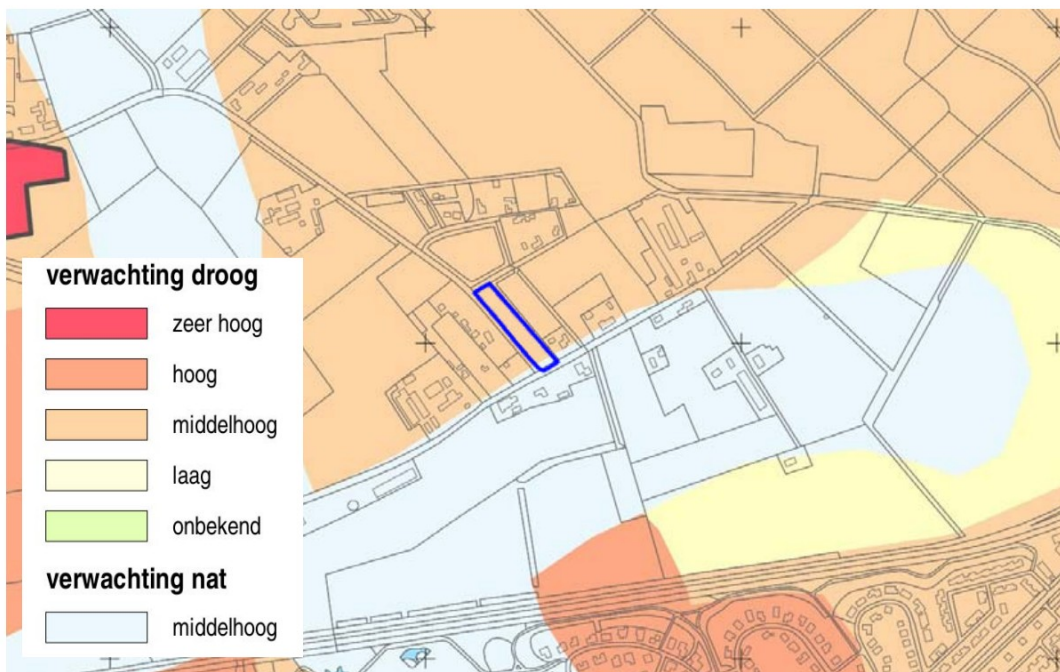 verwachting droog
zeer hoog
hoog
middelhoog
laag
onbekend
verwachting nat
middelhoog